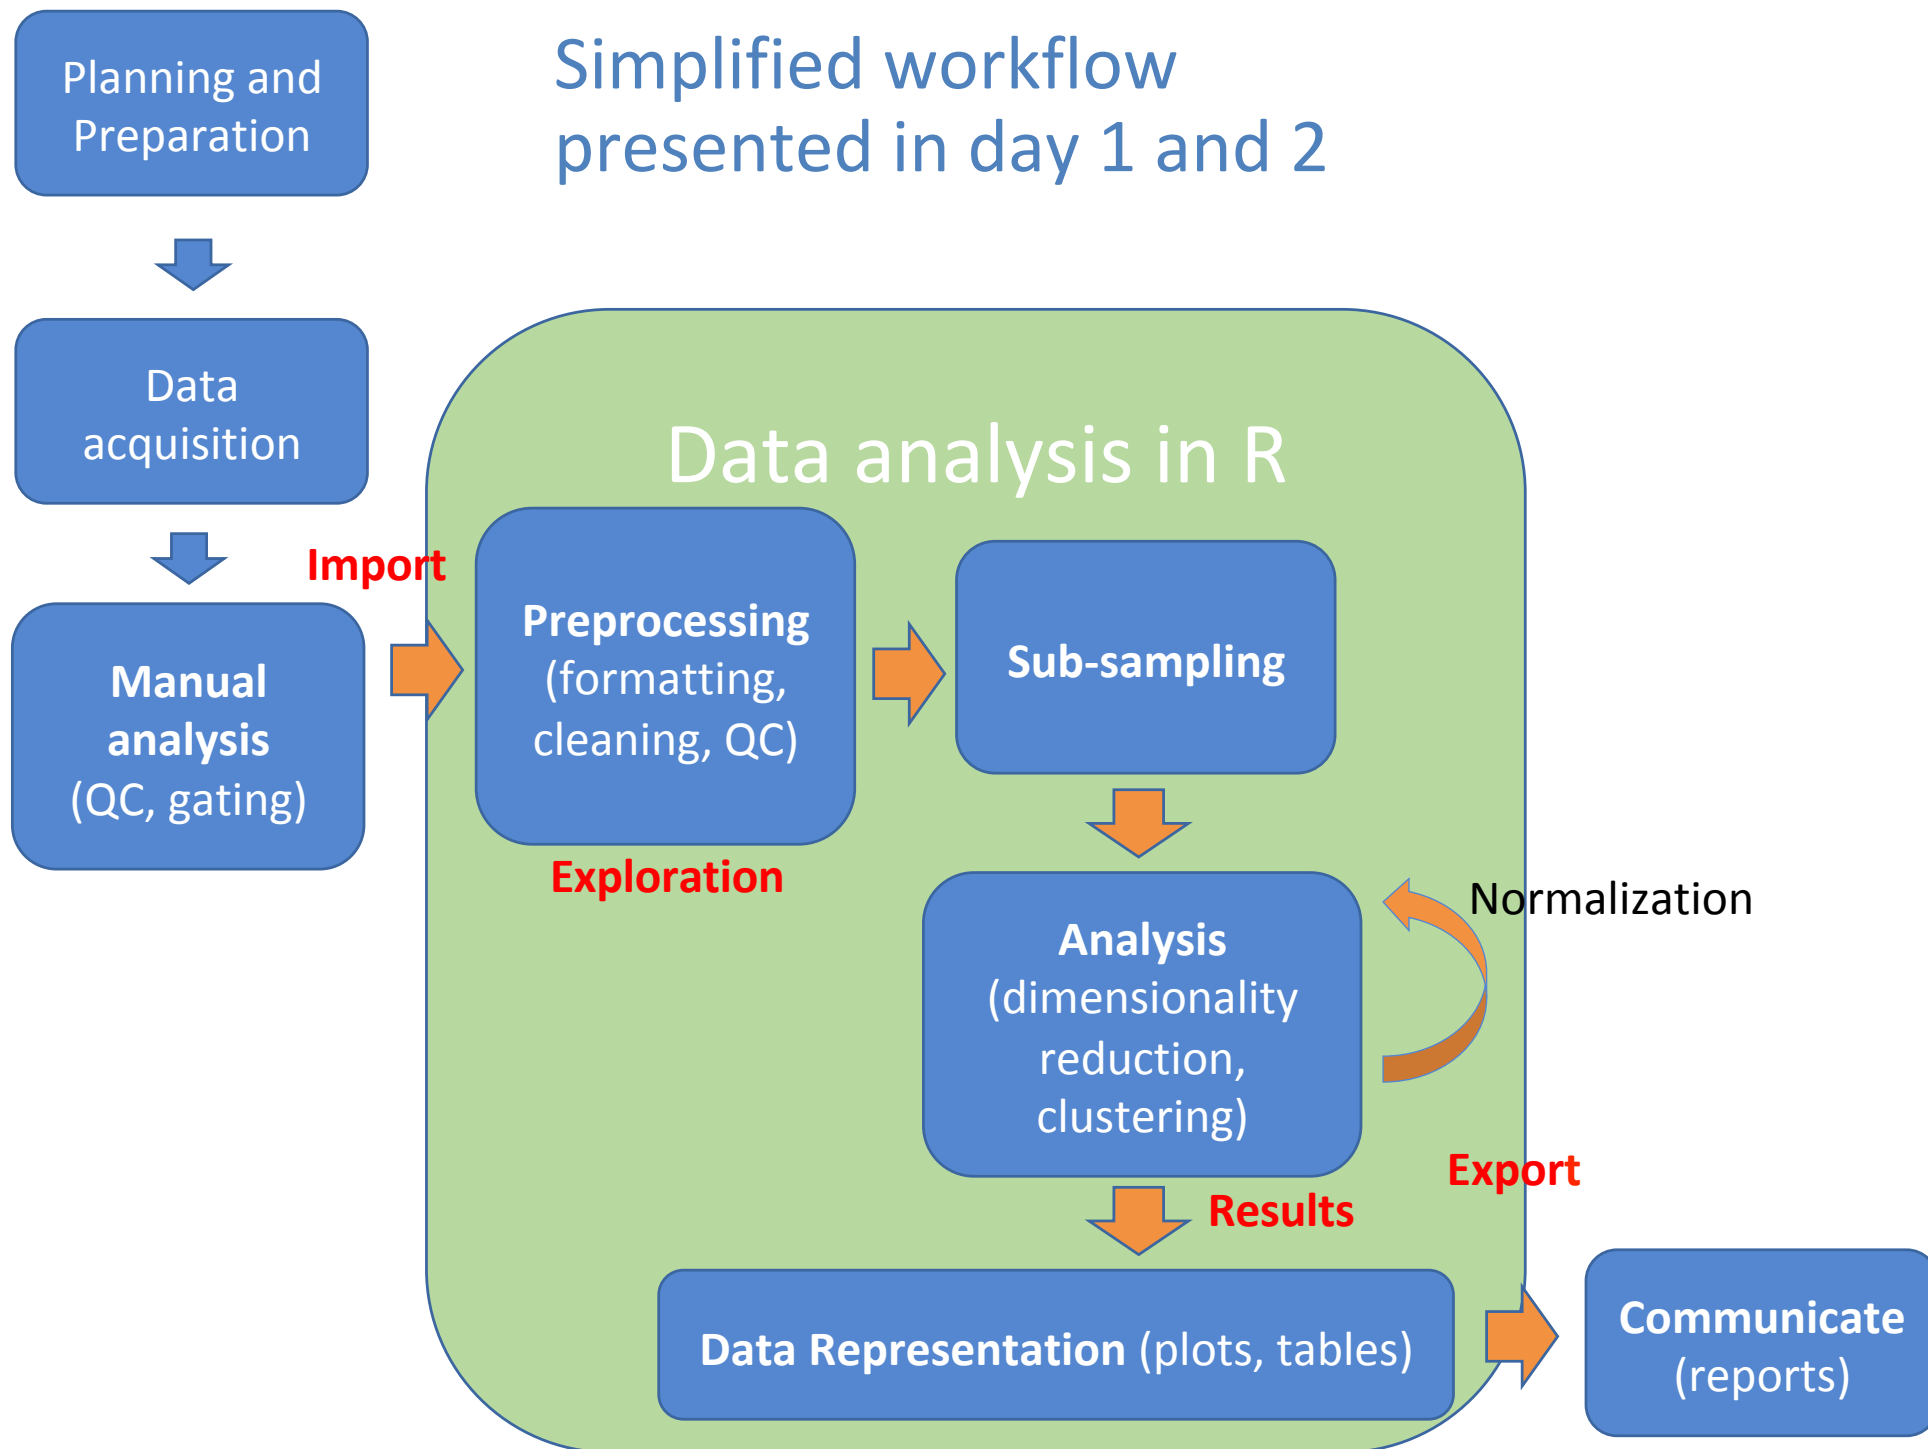 Planning and
Preparation
Simplified workflow
presented in day 1 and 2
Data
acquisition
Data analysis in R
Import
Manual
analysis
(QC, gating)
Preprocessing
(formatting,
cleaning, QC)
Exploration
Sub-sampling
Analysis
(dimensionality
reduction,
clustering)
Normalization
Results
Export
Data Representation (plots, tables)
Communicate
(reports)